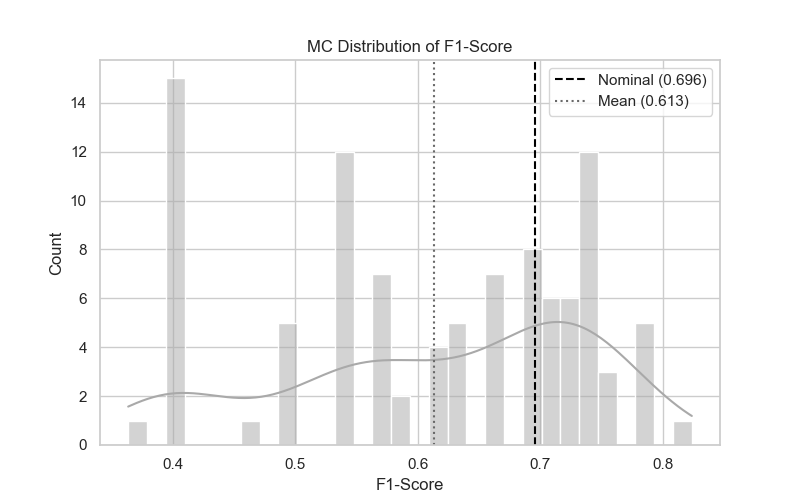 MC Distribution of F1-Score
Nominal (0.696)
Mean (0.613)
14
12
10
8
6
4
2
0
Count
0.4 0.5 0.6 0.7 0.8
F1-Score